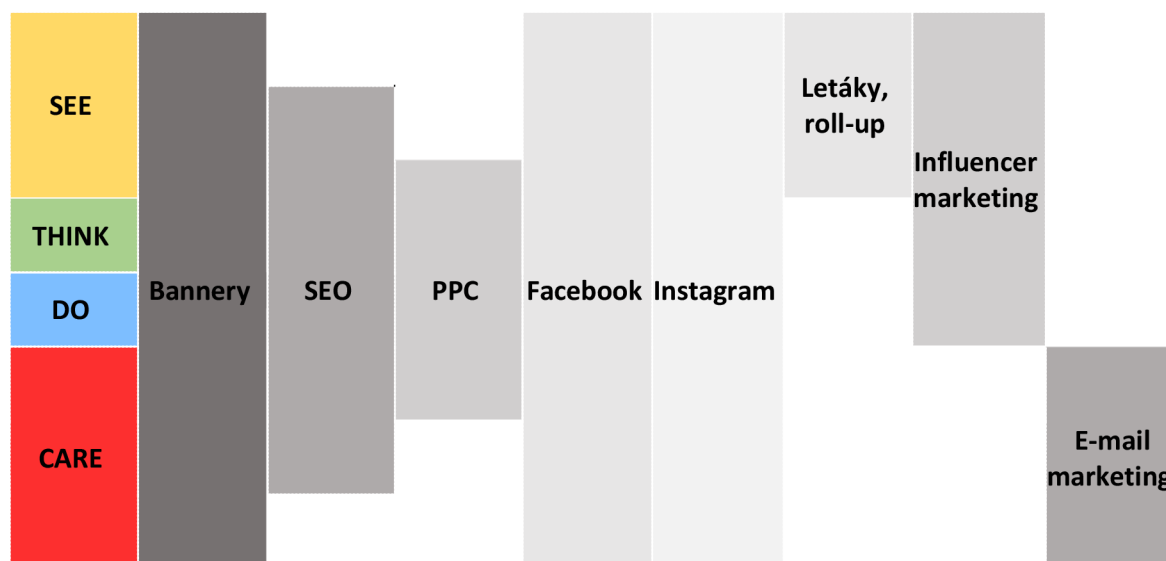 SEE
THINK
DO
CARE
Bannery
SEO
PPC
Facebook
Instagram
Letáky,
roll-up
Influencer
marketing
E-mail
marketing